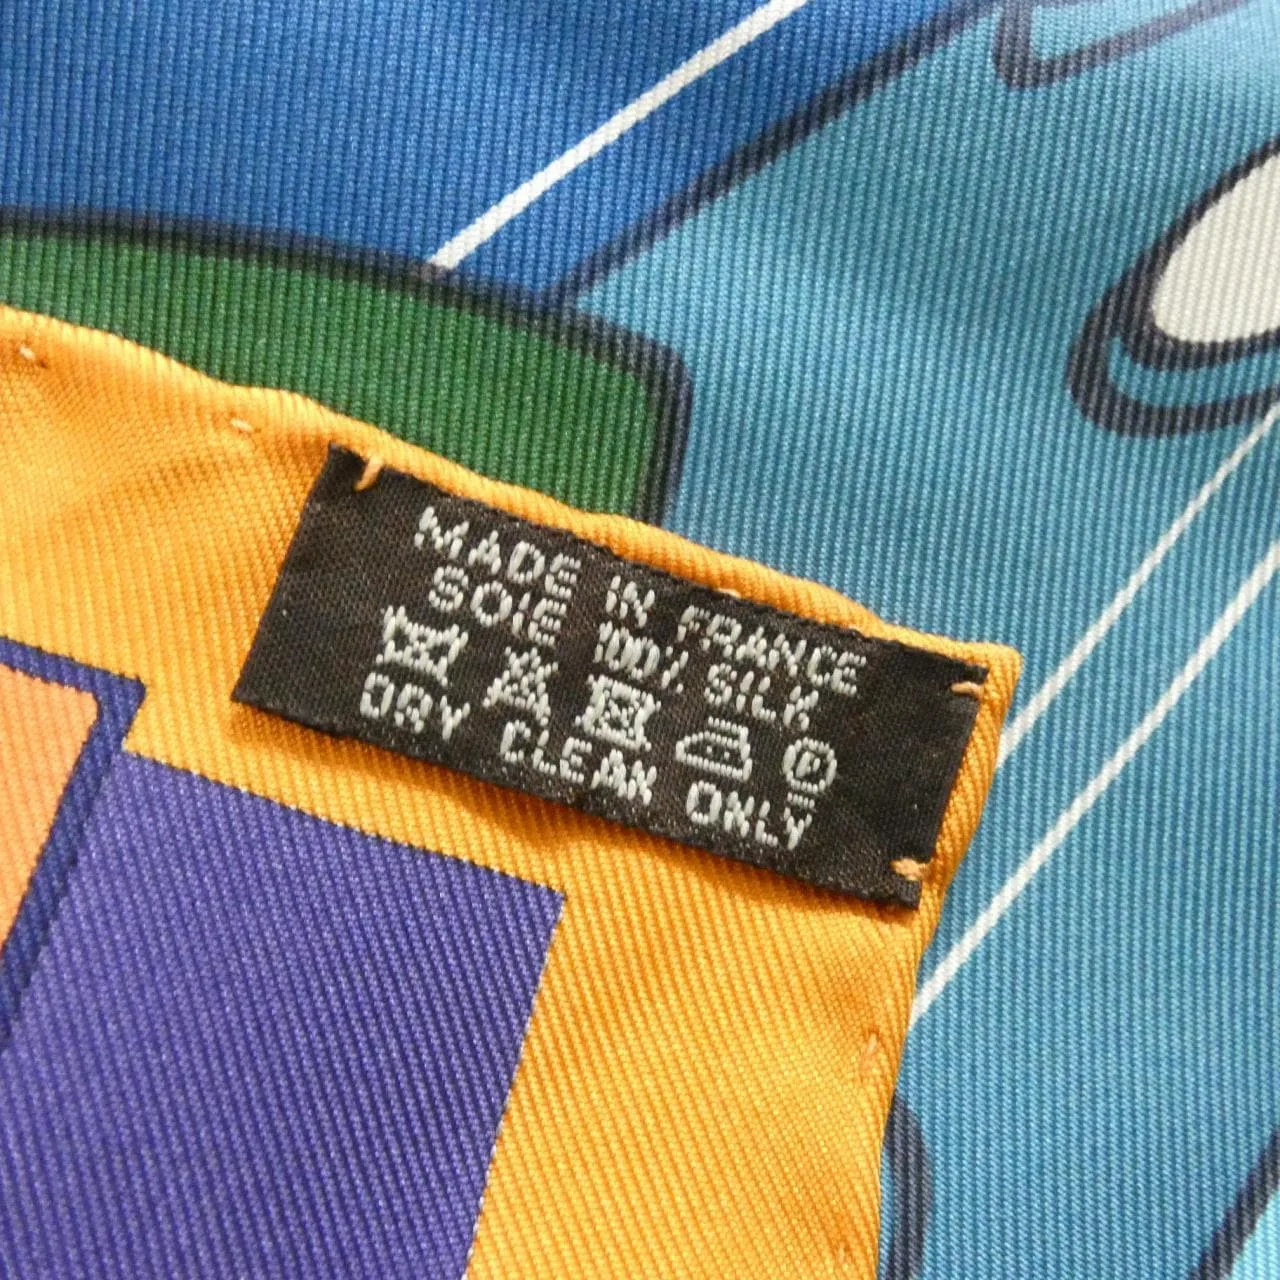 MADE IN FRANCE
SOIE 100% SILK
P
DRY CLEAN ONLY